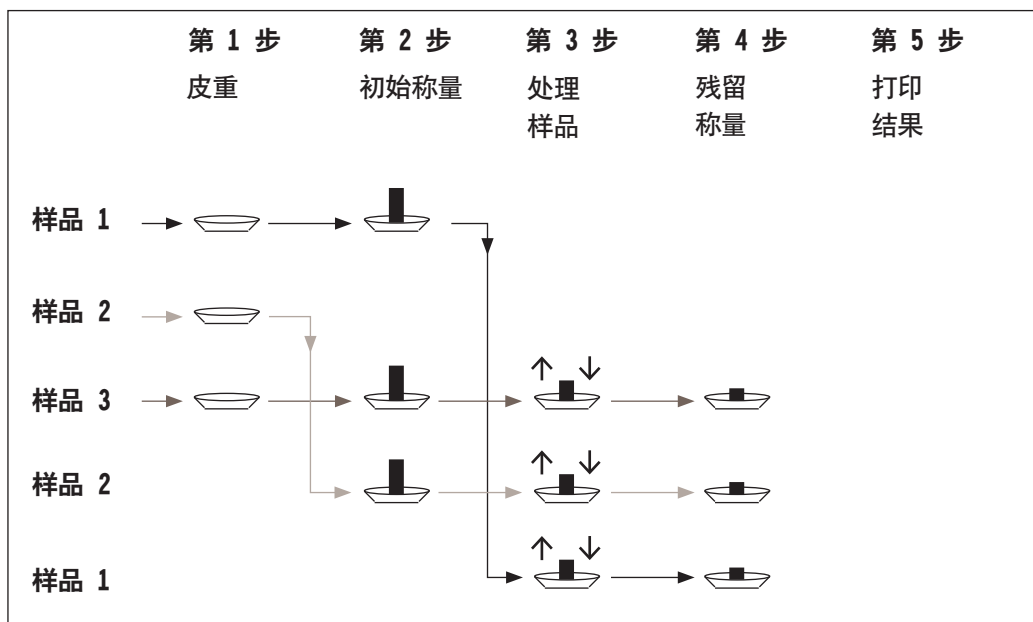 第 1 步 第 2 步 第 3 步 第 4 步 第 5 步
皮重 初始称量 处理 残留 打印
样品 称量 结果
样品 1
样品 2
样品 3
样品 2
样品 1